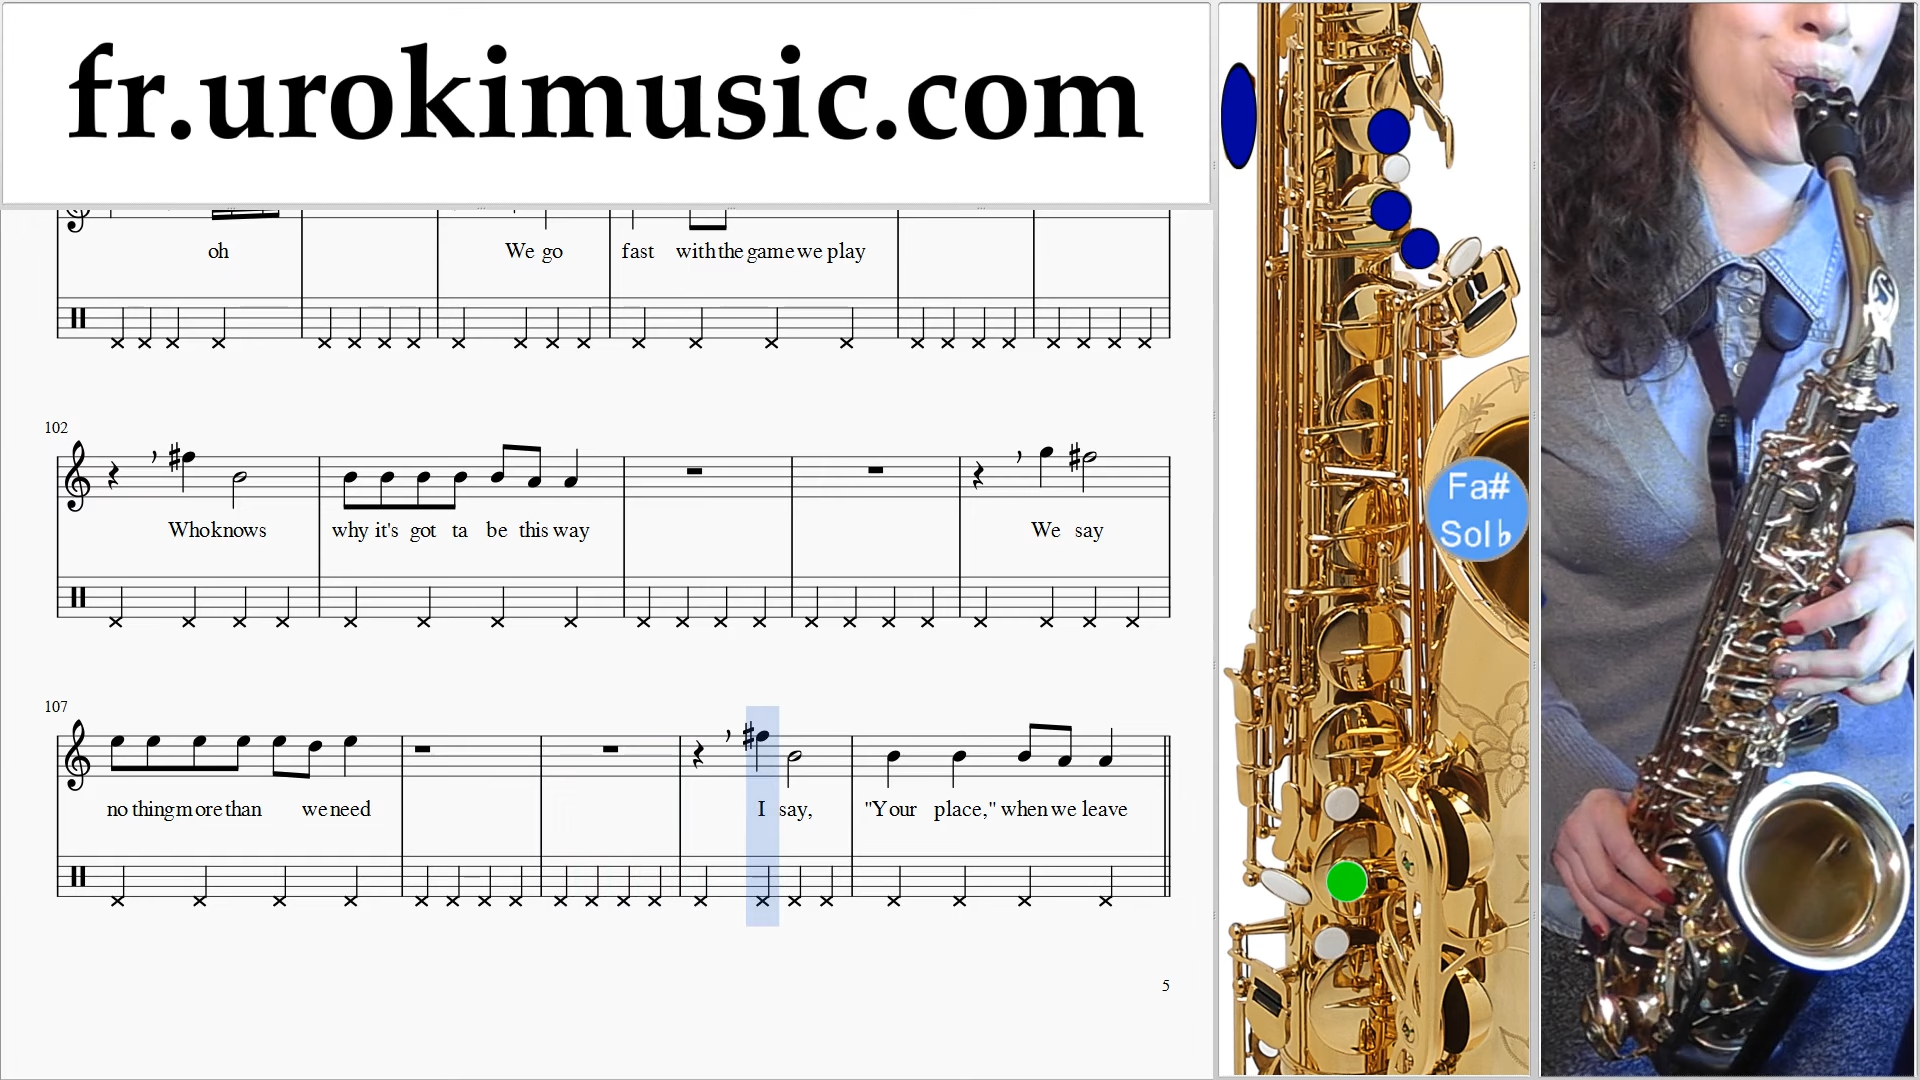 fr.urokimusic.com
oh We go fast with the game we play
102
Who knows why it's got ta be this way We say
107
no thing more than we need I say, "Your place," when we leave
5
Fa#
Sol♭